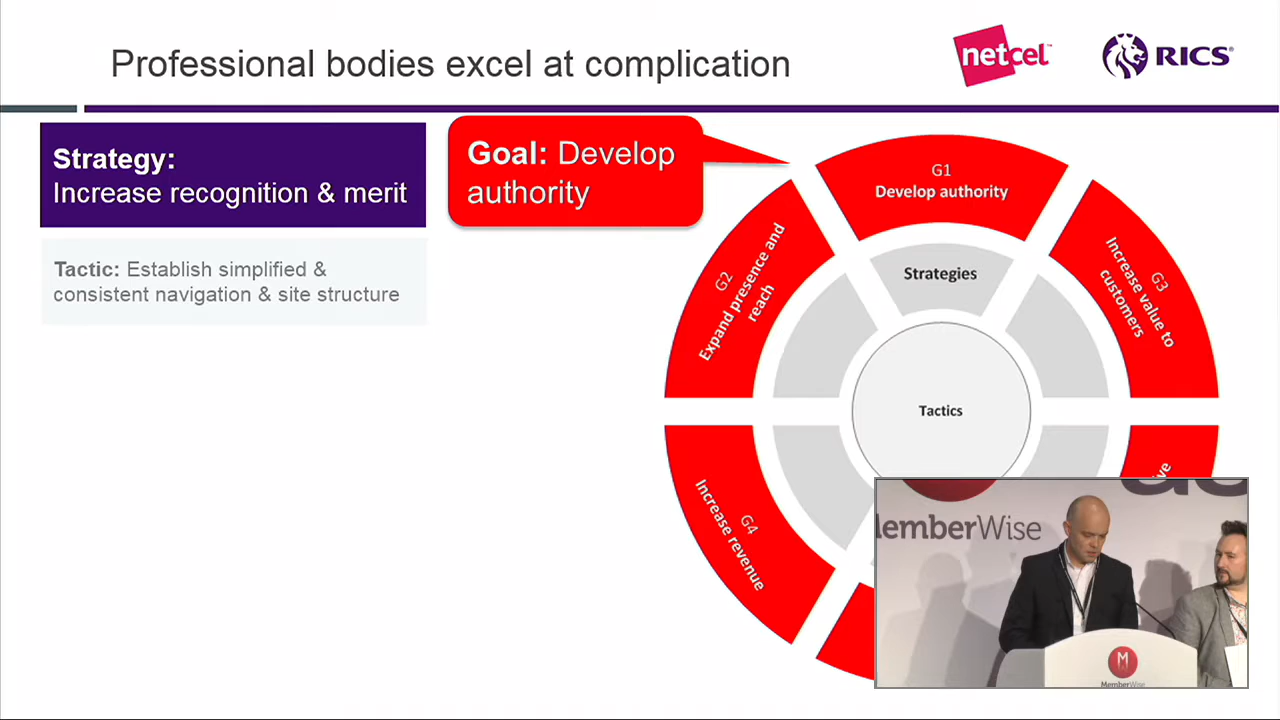 Professional bodies excel at complication
netcel
RICS
Strategy:
Increase recognition & merit
Goal: Develop
authority
Tactic: Establish simplified &
consistent navigation & site structure
G1
Develop authority
G2
Expand presence and
reach
G3
Increase value to
customers
Strategies
Tactics
G4
Increase revenue
MemberWise